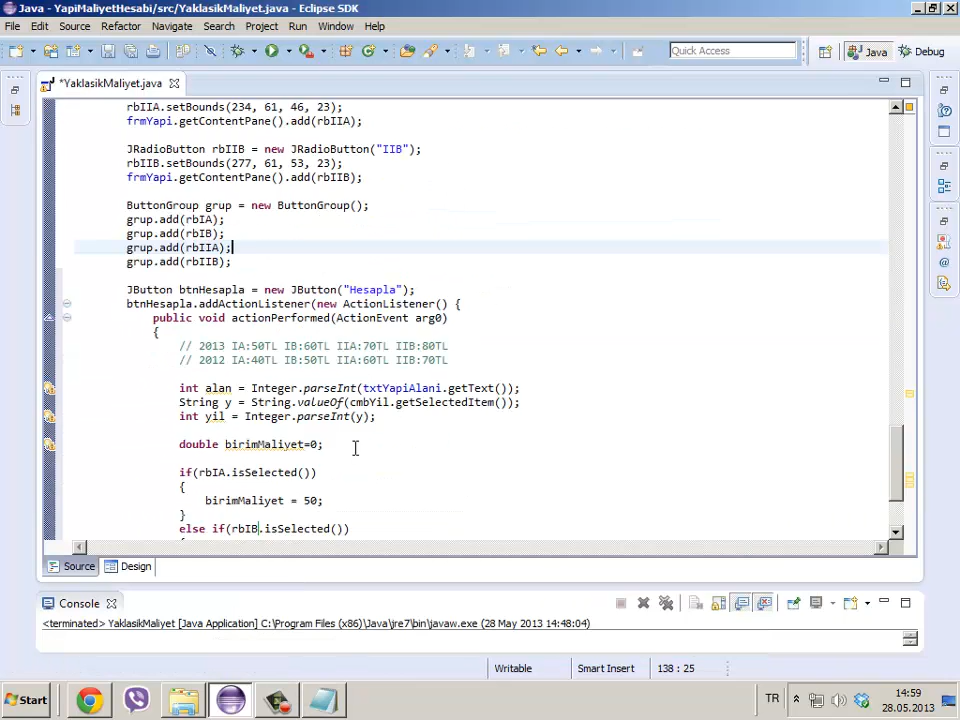 Java - YapiMaliyetHesabi/src/YaklasikMaliyet.java - Eclipse SDK
File Edit Source Refactor Navigate Search Project Run Window Help
Quick Access
Java
Debug
*YaklasikMaliyet.java
rbIIA.setBounds(234, 61, 46, 23);
frmYapi.getContentPane().add(rbIIA);
JRadioButton rbIIB = new JRadioButton("IIB");
rbIIB.setBounds(277, 61, 53, 23);
frmYapi.getContentPane().add(rbIIB);
ButtonGroup grup = new ButtonGroup();
grup.add(rbIA);
grup.add(rbIB);
grup.add(rbIIA);
grup.add(rbIIB);
JButton btnHesapla = new JButton("Hesapla");
btnHesapla.addActionListener(new ActionListener() {
public void actionPerformed(ActionEvent arg0)
{
// 2013 IA:50TL IB:60TL IIA:70TL IIB:80TL
// 2012 IA:40TL IB:50TL IIA:60TL IIB:70TL
int alan = Integer.parseInt(txtYapiAlani.getText());
String y = String.valueOf(cmbYil.getSelectedItem());
int yil = Integer.parseInt(y);
double birimMaliyet=0;
if(rbIA.isSelected())
{
birimMaliyet = 50;
}
else if(rbIB.isSelected())
Source Design
Console
<terminated> YaklasikMaliyet [Java Application] C:\Program Files (x86)\Java\jre7\bin\javaw.exe (28 May 2013 14:48:04)
Writable Smart Insert 138 : 25
Start
TR
14:59
28.05.2013